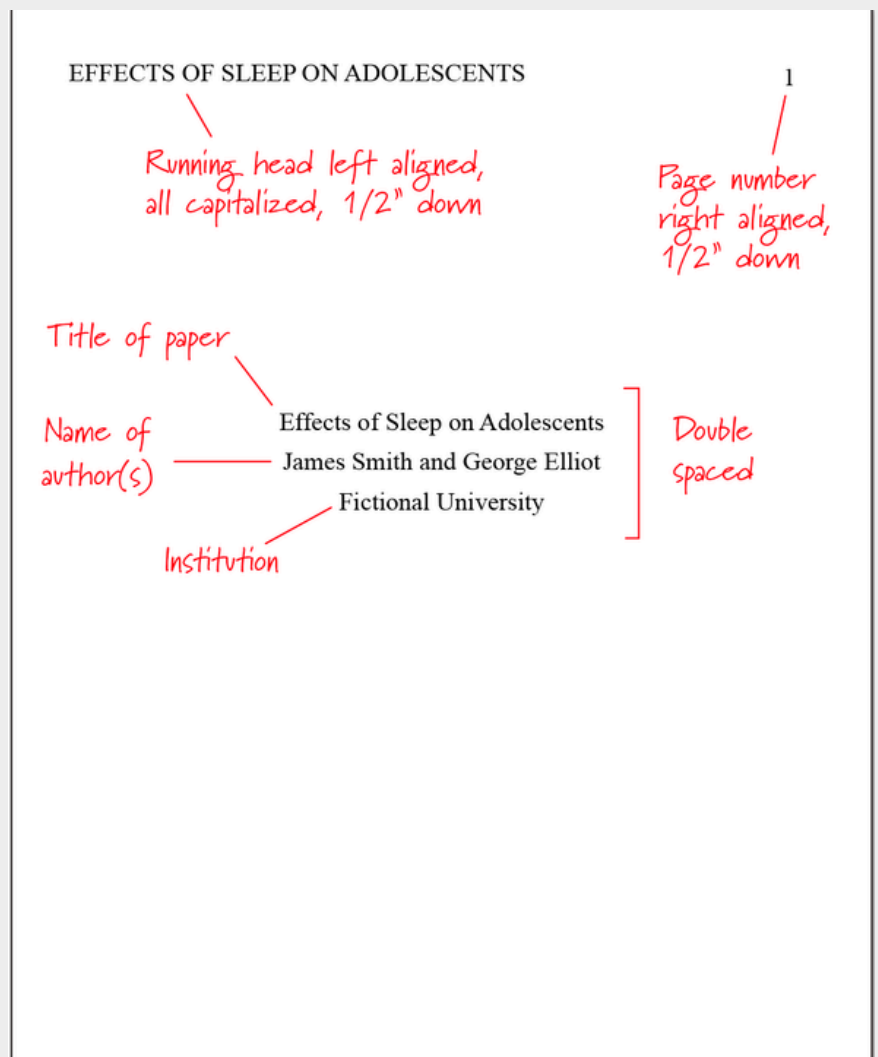 EFFECTS OF SLEEP ON ADOLESCENTS 1
Running head left aligned,
all capitalized, 1/2" down
Page number
right aligned,
1/2" down
Title of paper
Effects of Sleep on Adolescents
Name of
author(s)
James Smith and George Elliot
Fictional University
Double
spaced
Institution